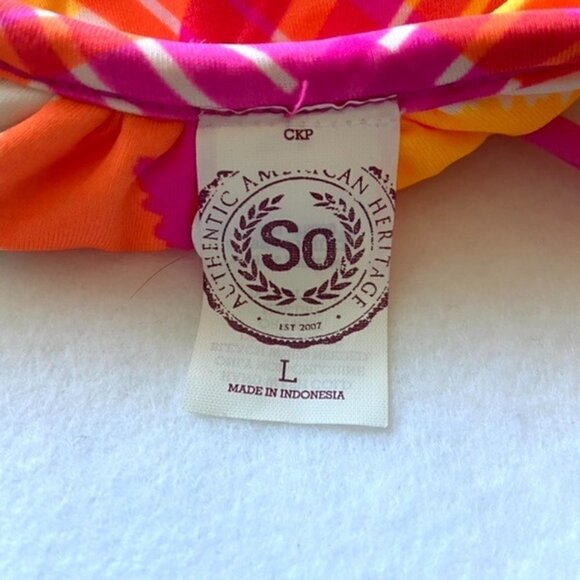 CKP
AUTHENTIC AMERICAN HERITAGE
So
EST 2007
L
MADE IN INDONESIA